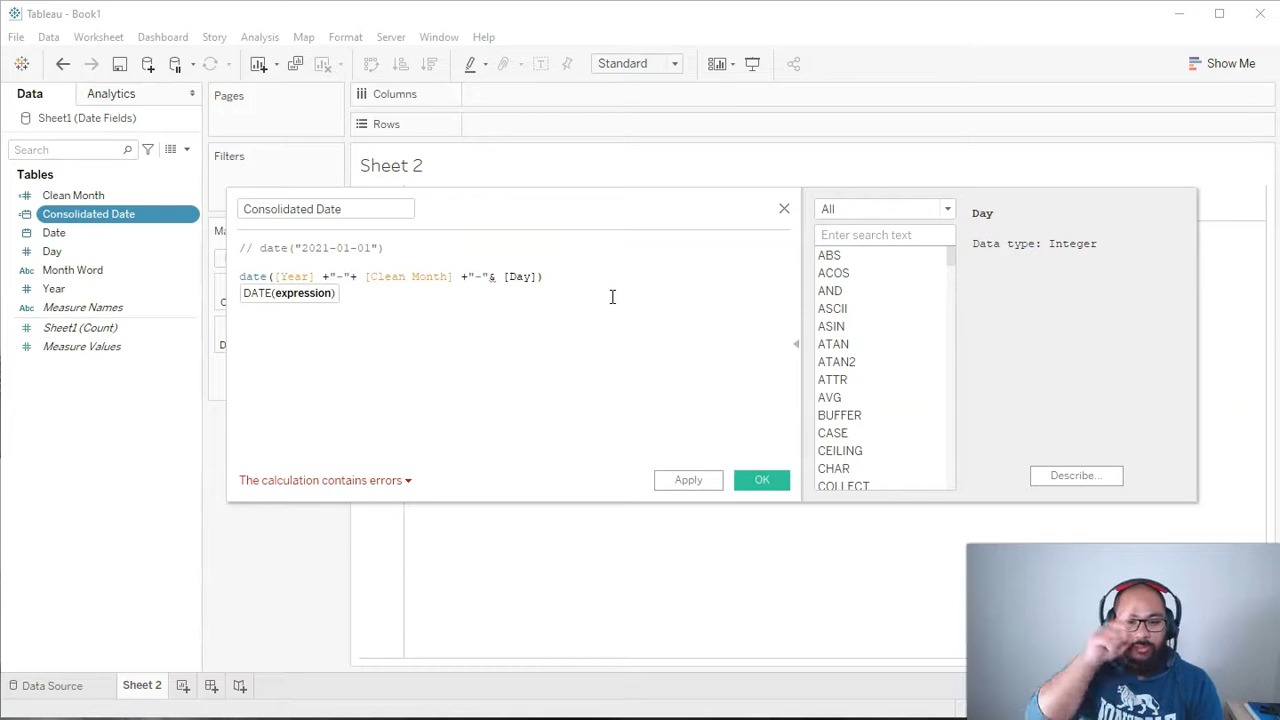 Tableau - Book1
File Data Worksheet Dashboard Story Analysis Map Format Server Window Help
Standard
Show Me
Data
Analytics
Pages
Columns
Sheet1 (Date Fields)
Rows
Search
Filters
Sheet 2
Tables
Clean Month
Consolidated Date
Date
Day
Month Word
Year
Measure Names
Sheet1 (Count)
Measure Values
Ma
C
D
Consolidated Date
// date("2021-01-01")
date([Year] +"-"+ [Clean Month] +"-"& [Day])
DATE(expression)
The calculation contains errors
Apply
OK
All
Enter search text
ABS
ACOS
AND
ASCII
ASIN
ATAN
ATAN2
ATTR
AVG
BUFFER
CASE
CEILING
CHAR
COLLECT
Day
Data type: Integer
Describe...
Data Source
Sheet 2